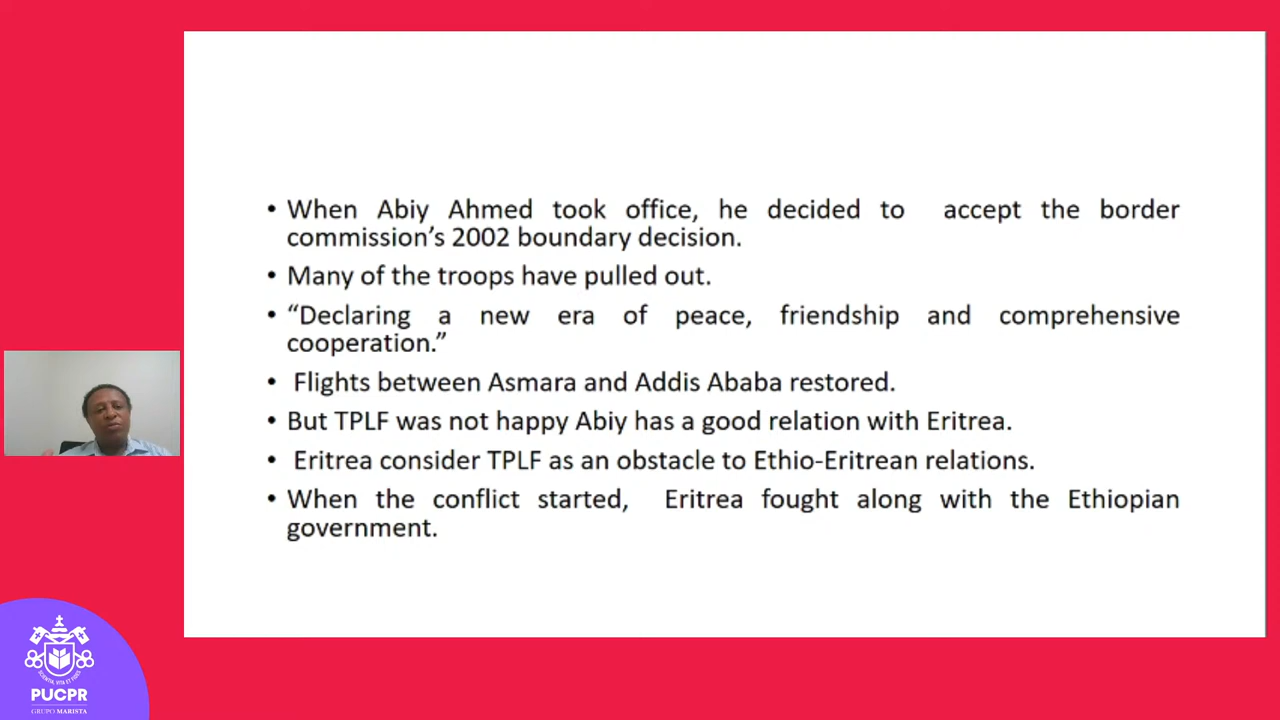 • When Abiy Ahmed took office, he decided to accept the border
commission's 2002 boundary decision.
• Many of the troops have pulled out.
• “Declaring a new era of peace, friendship and comprehensive
cooperation.”
• Flights between Asmara and Addis Ababa restored.
• But TPLF was not happy Abiy has a good relation with Eritrea.
• Eritrea consider TPLF as an obstacle to Ethio-Eritrean relations.
• When the conflict started, Eritrea fought along with the Ethiopian
government.
PUCPR
GRUPO MARISTA